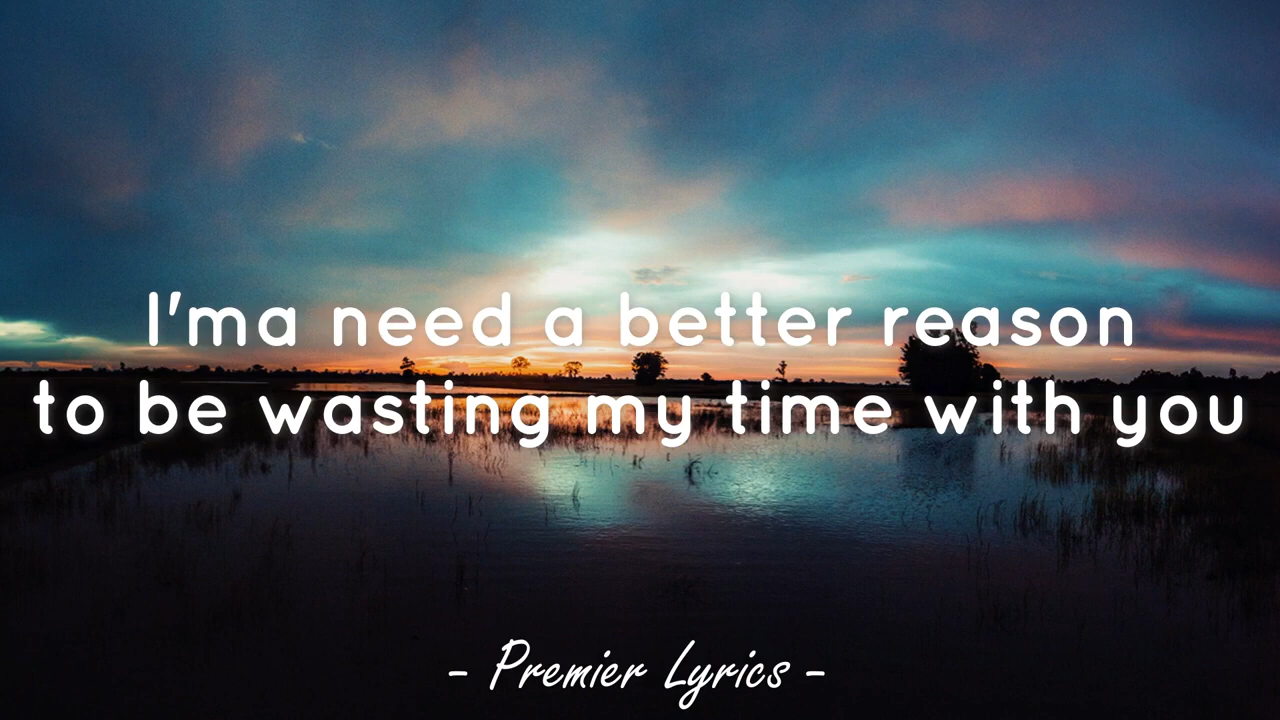 I'ma need a better reason
to be wasting my time with you
- Premier Lyrics -